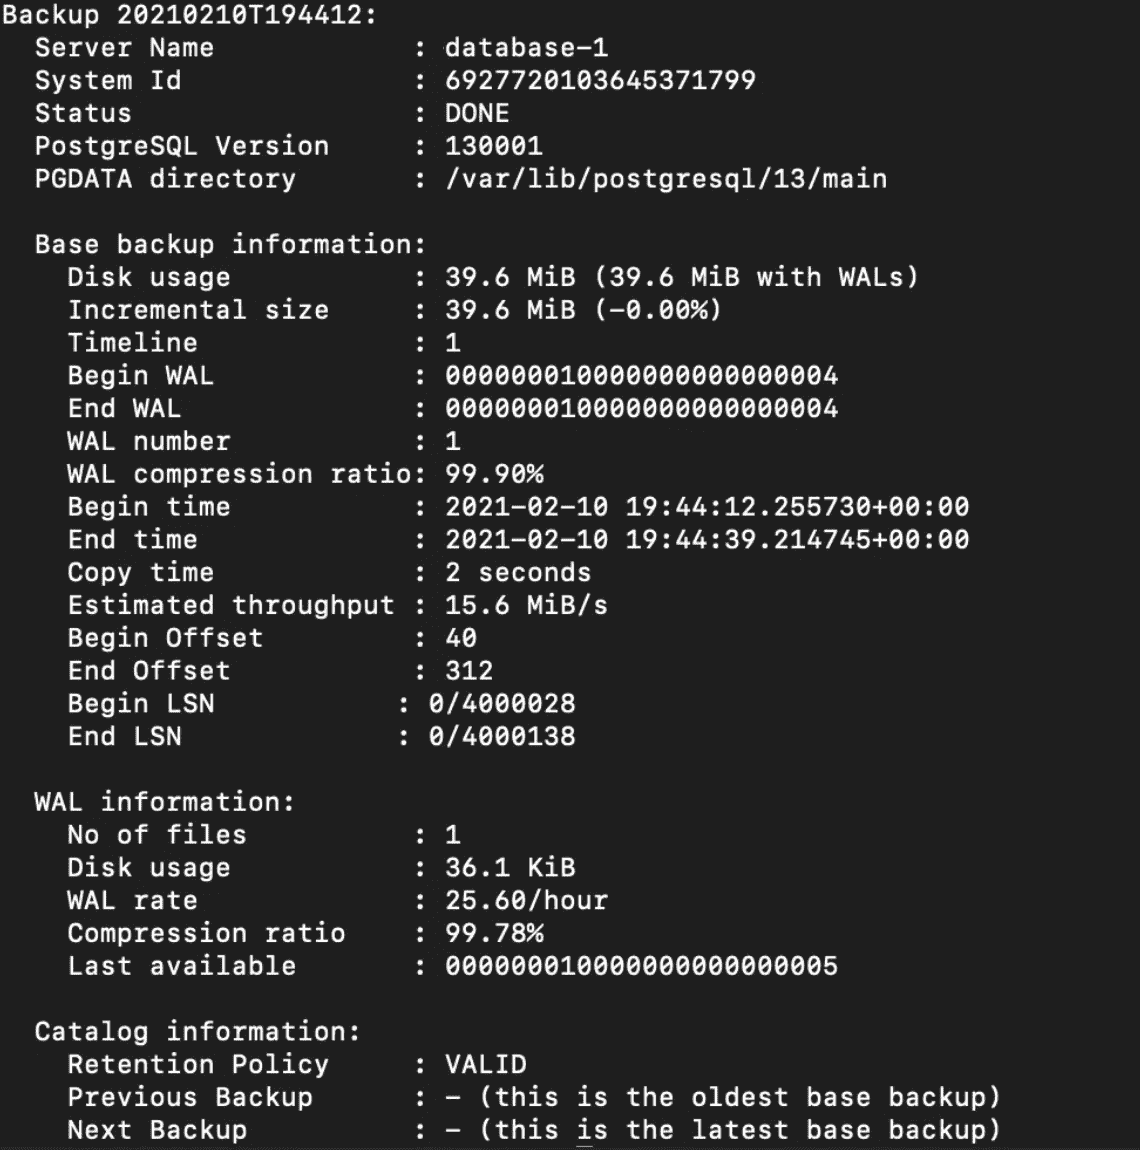 Backup 20210210T194412:
  Server Name            : database-1
  System Id              : 6927720103645371799
  Status                 : DONE
  PostgreSQL Version     : 130001
  PGDATA directory       : /var/lib/postgresql/13/main

  Base backup information:
    Disk usage           : 39.6 MiB (39.6 MiB with WALs)
    Incremental size     : 39.6 MiB (-0.00%)
    Timeline             : 1
    Begin WAL            : 000000010000000000000004
    End WAL              : 000000010000000000000004
    WAL number           : 1
    WAL compression ratio: 99.90%
    Begin time           : 2021-02-10 19:44:12.255730+00:00
    End time             : 2021-02-10 19:44:39.214745+00:00
    Copy time            : 2 seconds
    Estimated throughput : 15.6 MiB/s
    Begin Offset         : 40
    End Offset           : 312
    Begin LSN           : 0/4000028
    End LSN             : 0/4000138

  WAL information:
    No of files          : 1
    Disk usage           : 36.1 KiB
    WAL rate             : 25.60/hour
    Compression ratio    : 99.78%
    Last available       : 000000010000000000000005

  Catalog information:
    Retention Policy     : VALID
    Previous Backup      : - (this is the oldest base backup)
    Next Backup          : - (this is the latest base backup)